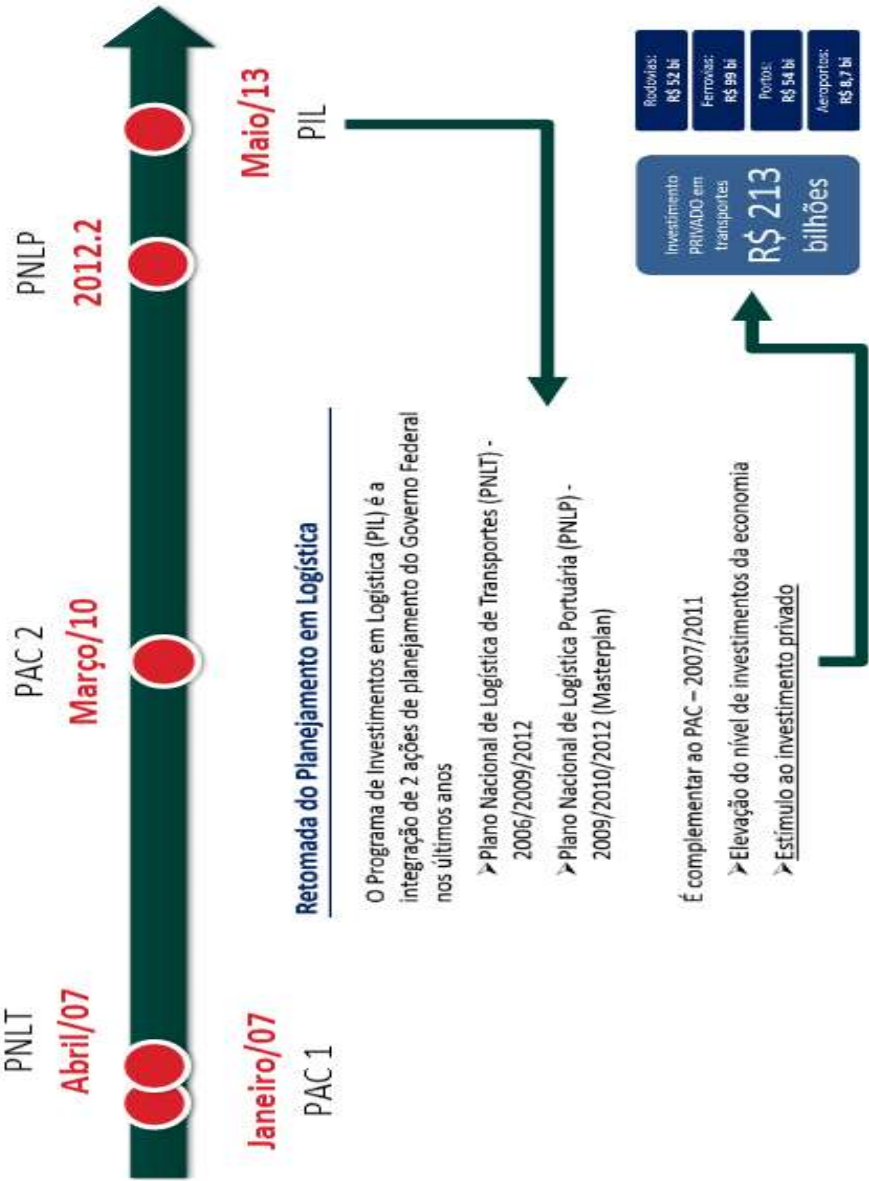 PNLT
Abril/07
PAC 2
Março/10
PNLP
2012.2
Janeiro/07
PAC 1
Maio/13
PIL
Retomada do Planejamento em Logística
O Programa de Investimentos em Logística (PIL) é a
integração de 2 ações de planejamento do Governo Federal
nos últimos anos
➢Plano Nacional de Logística de Transportes (PNLT) -
2006/2009/2012
➢Plano Nacional de Logística Portuária (PNLP) -
2009/2010/2012 (Masterplan)
É complementar ao PAC – 2007/2011
➢Elevação do nível de investimentos da economia
➢Estímulo ao investimento privado
Investimento
PRIVADO em
transportes
R$ 213
bilhões
Rodovias:
R$ 52 bi
Ferrovias:
R$ 99 bi
Portos:
R$ 54 bi
Aeroportos:
R$ 8,7 bi